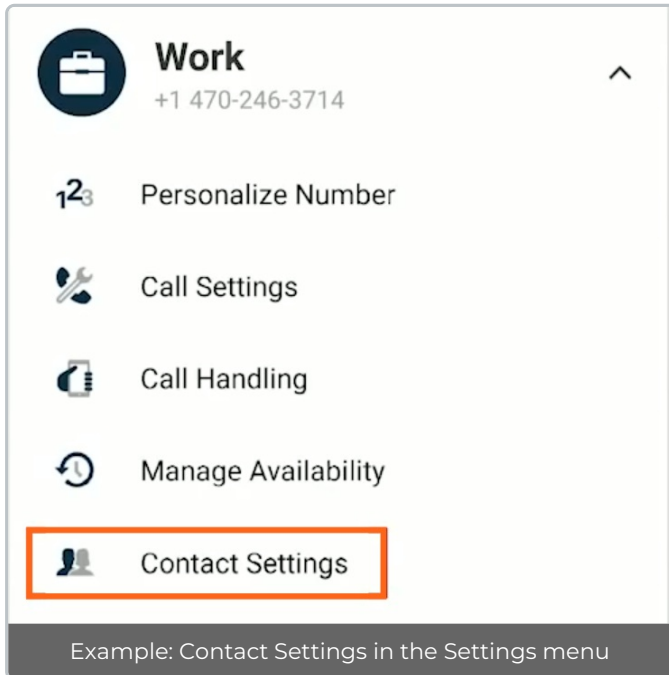 Work
+1 470-246-3714
123
Personalize Number
Call Settings
Call Handling
Manage Availability
Contact Settings
Example: Contact Settings in the Settings menu